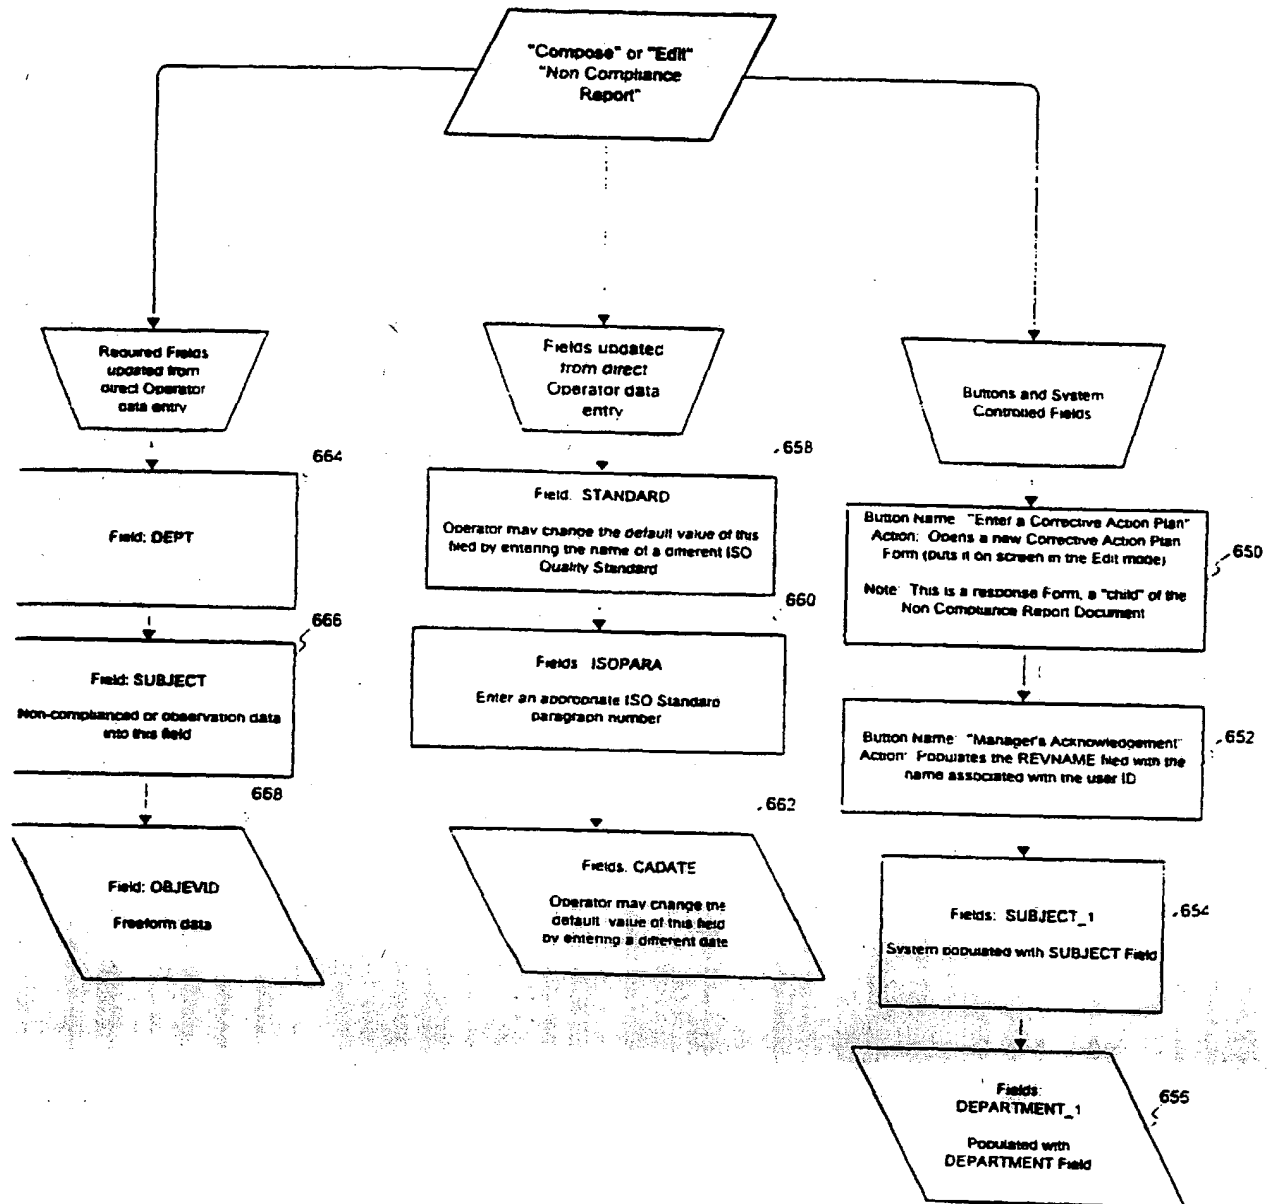 "Compose" or "Edit"
"Non Compliance
Report"
Required Fields
updated from
direct Operator
data entry
664
Field: DEPT
666
Field: SUBJECT
Non-complianced or observation data
into this field
668
Field: OBJEVID
Freeform data
Fields updated
from direct
Operator data
entry
658
Field: STANDARD
Operator may change the default value of this
filed by entering the name of a different ISO
Quality Standard
660
Fields ISOPARA
Enter an appropriate ISO Standard
paragraph number
662
Fields. CADATE
Operator may change the
default value of this field
by entering a different date
Buttons and System
Controlled Fields
Button Name: "Enter a Corrective Action Plan"
Action: Opens a new Corrective Action Plan
Form (puts it on screen in the Edit mode)
Note: This is a response Form, a "child" of the
Non Compliance Report Document
650
Button Name: "Manager's Acknowledgement"
Action: Populates the REVNAME filed with the
name associated with the user ID
652
Fields: SUBJECT_1
System populated with SUBJECT Field
654
Fields:
DEPARTMENT_1
Populated with
DEPARTMENT Field